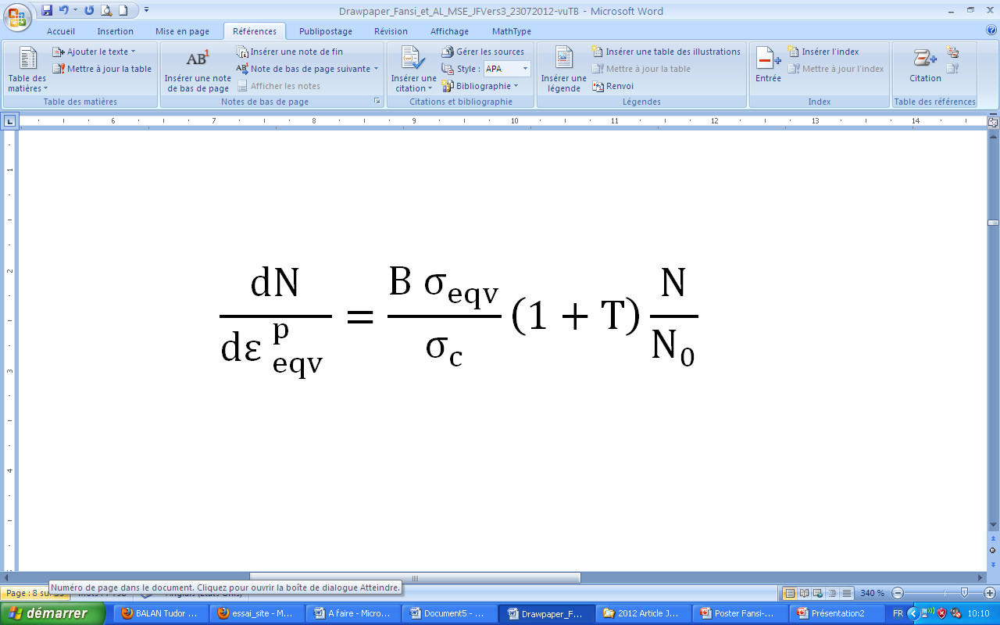 Drawpaper_Fansi_et_AL_MSE_JFVers3_23072012-vuTB - Microsoft Word
Accueil Insertion Mise en page Références Publipostage Révision Affichage MathType
Table des matières
Ajouter le texte
Mettre à jour la table
Table des matières
AB¹
Insérer une note de bas de page
Insérer une note de fin
Note de bas de page suivante
Afficher les notes
Notes de bas de page
Insérer une citation
Gérer les sources
Style : APA
Bibliographie
Citations et bibliographie
Insérer une légende
Insérer une table des illustrations
Mettre à jour la table
Renvoi
Légendes
Entrée
Insérer l'index
Mettre à jour l'index
Index
Citation
Table des références
6 7 8 9 10 11 12 13 14
1
2
3
4
dN/dε^p_eqv = B σ_eqv/σ_c (1 + T) N/N_0
Numéro de page dans le document. Cliquez pour ouvrir la boîte de dialogue Atteindre.
Page : 8 sur
340 %
démarrer
BALAN Tudor ...
essai_site - M...
A faire - Micro...
Document5 - ...
Drawpaper_F...
2012 Article J...
Poster Fansi-...
Présentation2
FR
10:10